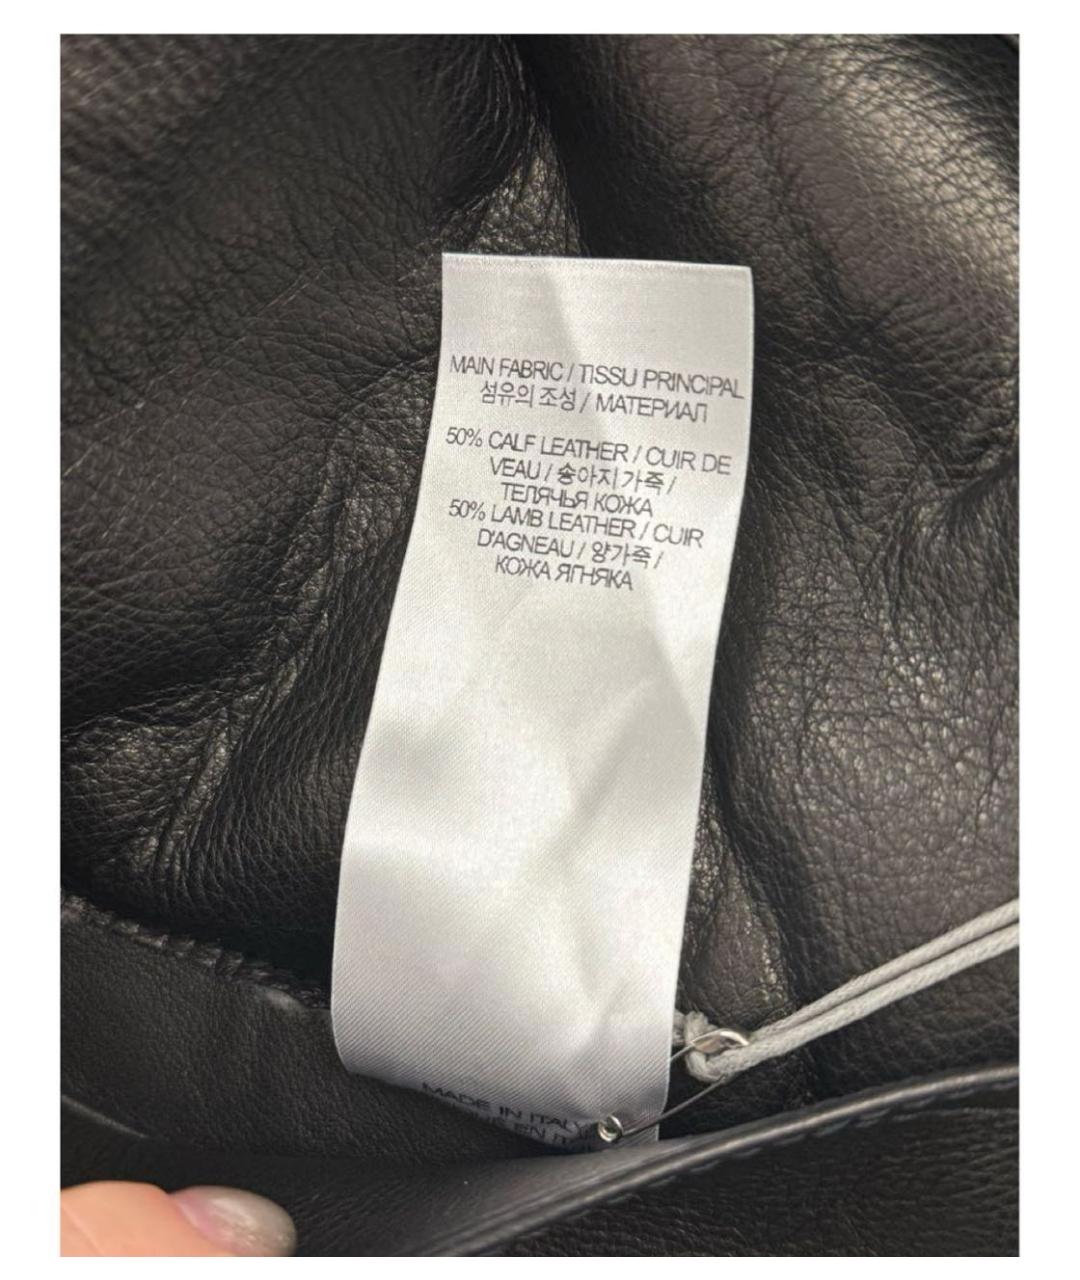 MAIN FABRIC / TISSU PRINCIPAL
섬유의 조성 / МАТЕРИАЛ
50% CALF LEATHER / CUIR DE
VEAU / 송아지 가죽 /
ТЕЛЯЧЬЯ КОЖА
50% LAMB LEATHER / CUIR
D'AGNEAU / 양가죽 /
КОЖА ЯГНЯКА
MADE IN ITALY
EN